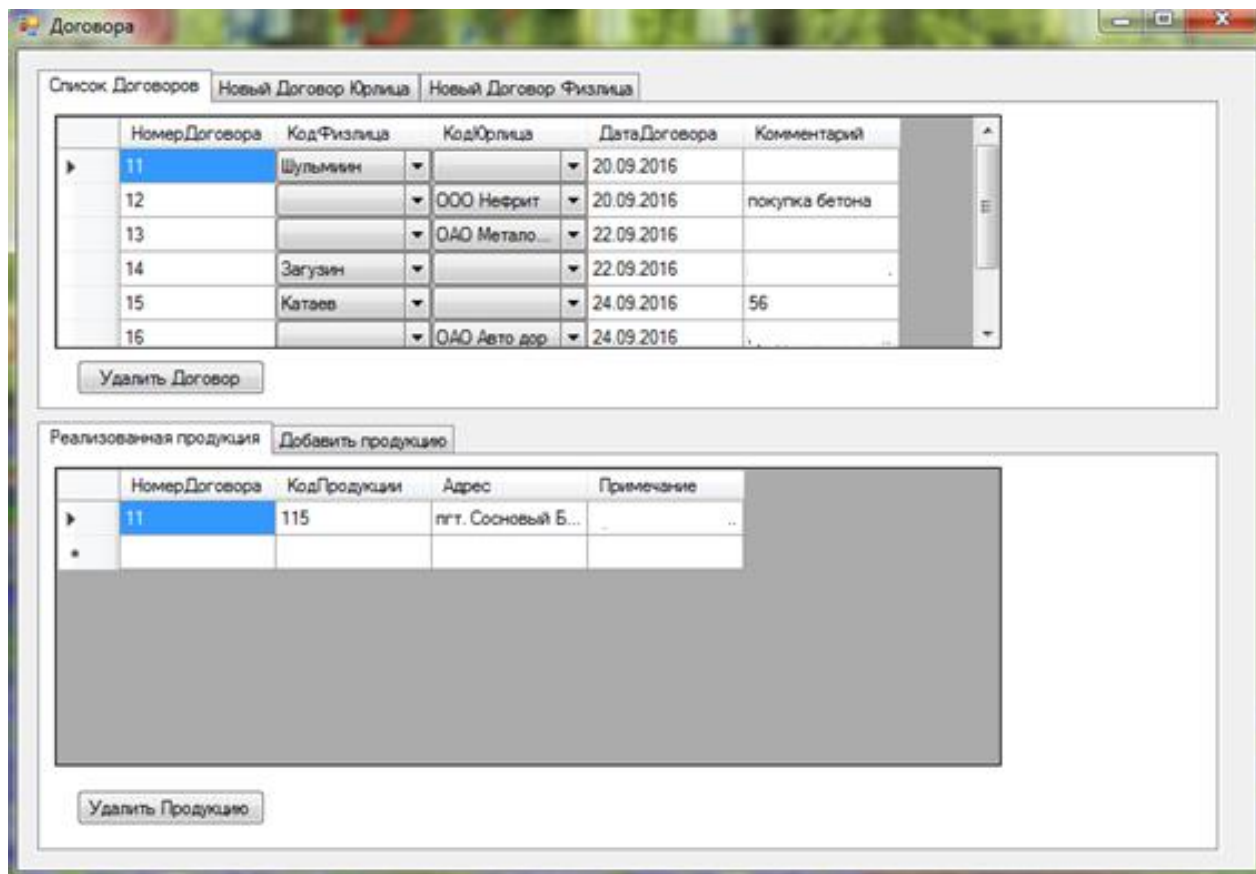 Договора
Список Договоров Новый Договор Юрлица Новый Договор Физлица
НомерДоговора КодФизлица КодЮрлица ДатаДоговора Комментарий
11 Шулымиин 20.09.2016
12 ООО Нефрит 20.09.2016 покупка бетона
13 ОАО Метало... 22.09.2016
14 Загузин 22.09.2016
15 Катаев 24.09.2016 56
16 ОАО Авто дор 24.09.2016
Удалить Договор
Реализованная продукция Добавить продукцию
НомерДоговора КодПродукции Адрес Примечание
11 115 пгт. Сосновый Б...
Удалить Продукцию